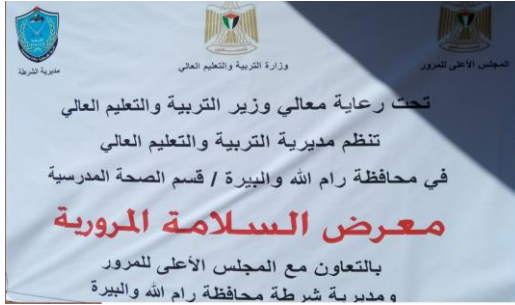 مديرية الشرطة
وزارة التربية والتعليم العالي
المجلس الأعلى للمرور
تحت رعاية معالي وزير التربية والتعليم العالي
تنظم مديرية التربية والتعليم العالي
في محافظة رام الله والبيرة / قسم الصحة المدرسية
معرض السلامة المرورية
بالتعاون مع المجلس الأعلى للمرور
ومديرية شرطة محافظة رام الله والبيرة